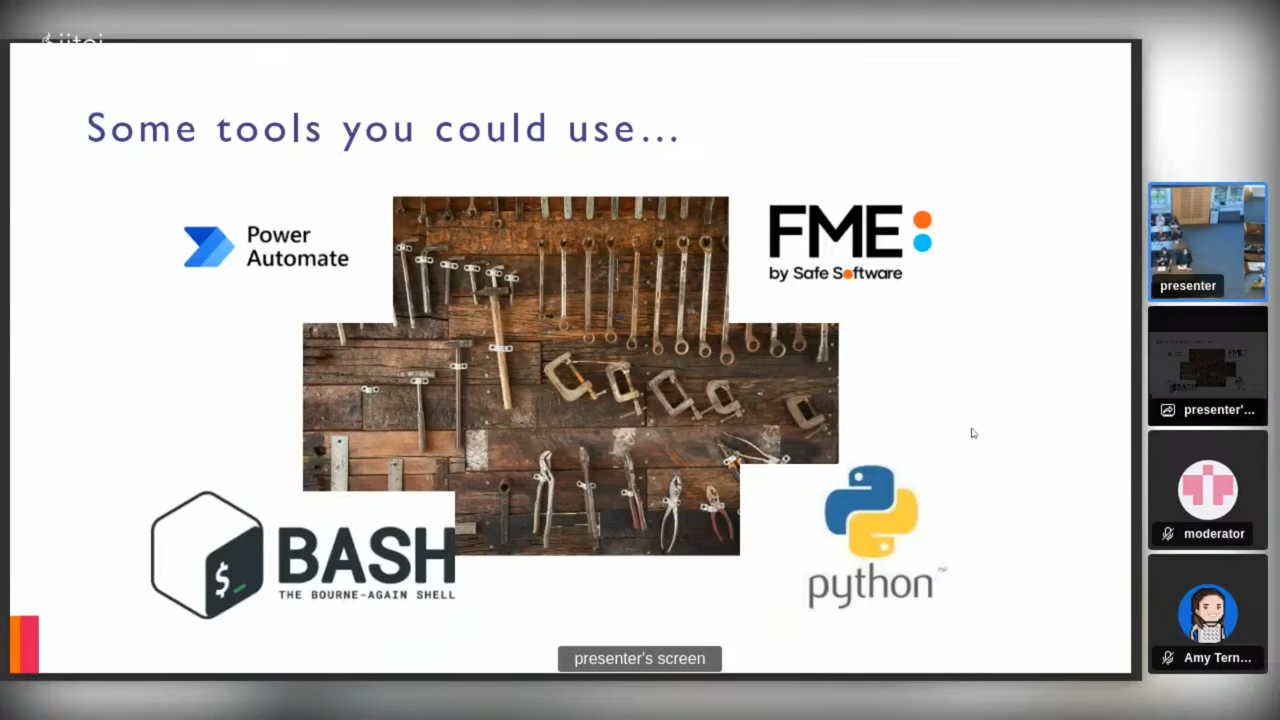 Some tools you could use...
Power
Automate
FME
by Safe Software
$_
BASH
THE BOURNE-AGAIN SHELL
python™
presenter's screen
presenter
presenter'...
moderator
Amy Tern...